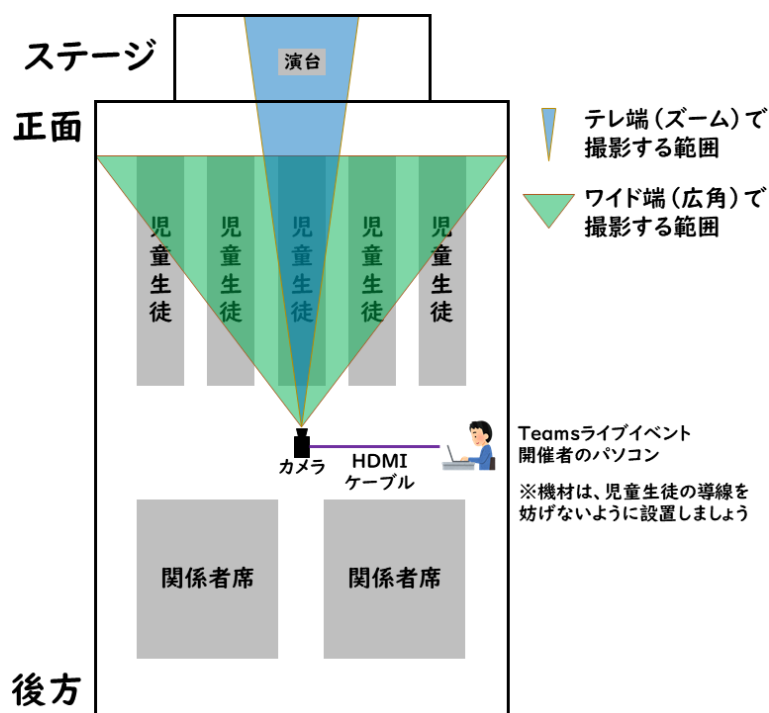 ステージ
演台
正面
テレ端(ズーム)で
撮影する範囲
ワイド端(広角)で
撮影する範囲
児童生徒
児童生徒
児童生徒
児童生徒
児童生徒
カメラ
HDMI
ケーブル
Teamsライブイベント
開催者のパソコン
※機材は、児童生徒の導線を
妨げないように設置しましょう
関係者席
関係者席
後方